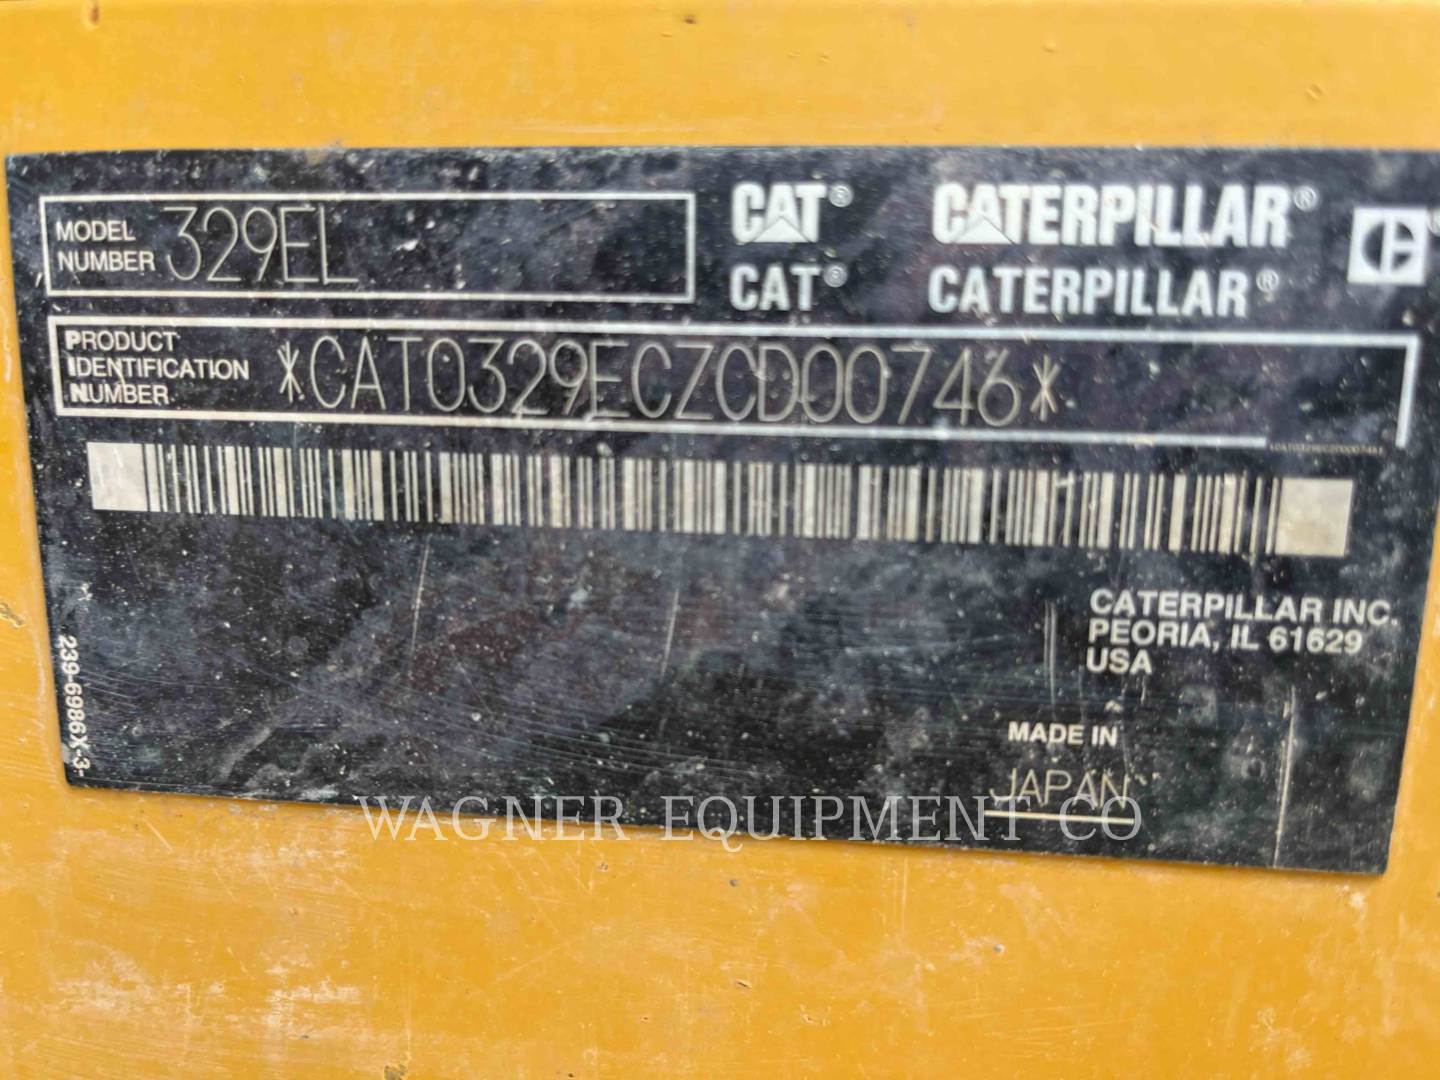 MODEL
NUMBER 329EL
CAT® CATERPILLAR®
CAT® CATERPILLAR®
PRODUCT
IDENTIFICATION
NUMBER
*CAT0329ECZCD00746*
CATERPILLAR INC.
PEORIA, IL 61629
USA
MADE IN
JAPAN
239-6986X-3-
WAGNER EQUIPMENT CO